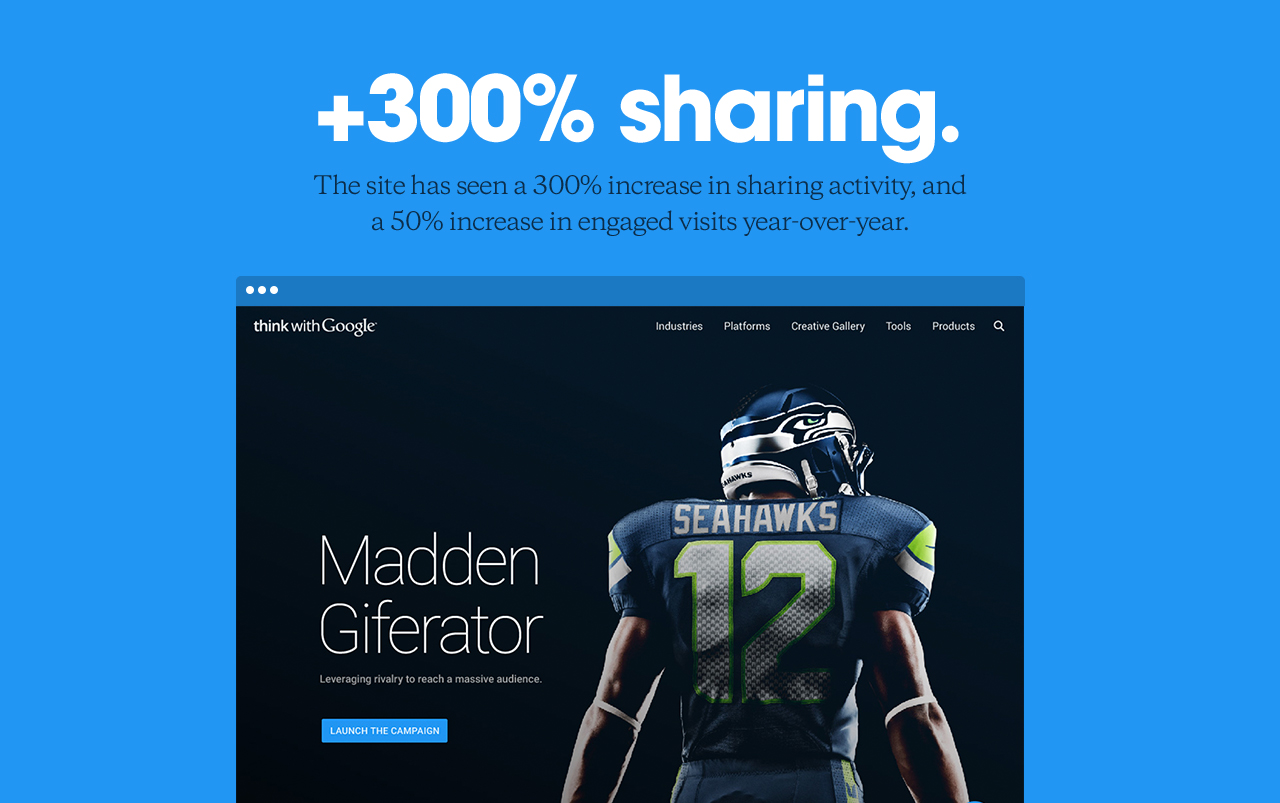 +300% sharing.
The site has seen a 300% increase in sharing activity, and
a 50% increase in engaged visits year-over-year.
think with Google
Industries Platforms Creative Gallery Tools Products
SEAHAWKS
SEAHAWKS
12
Madden
Giferator
Leveraging rivalry to reach a massive audience.
LAUNCH THE CAMPAIGN